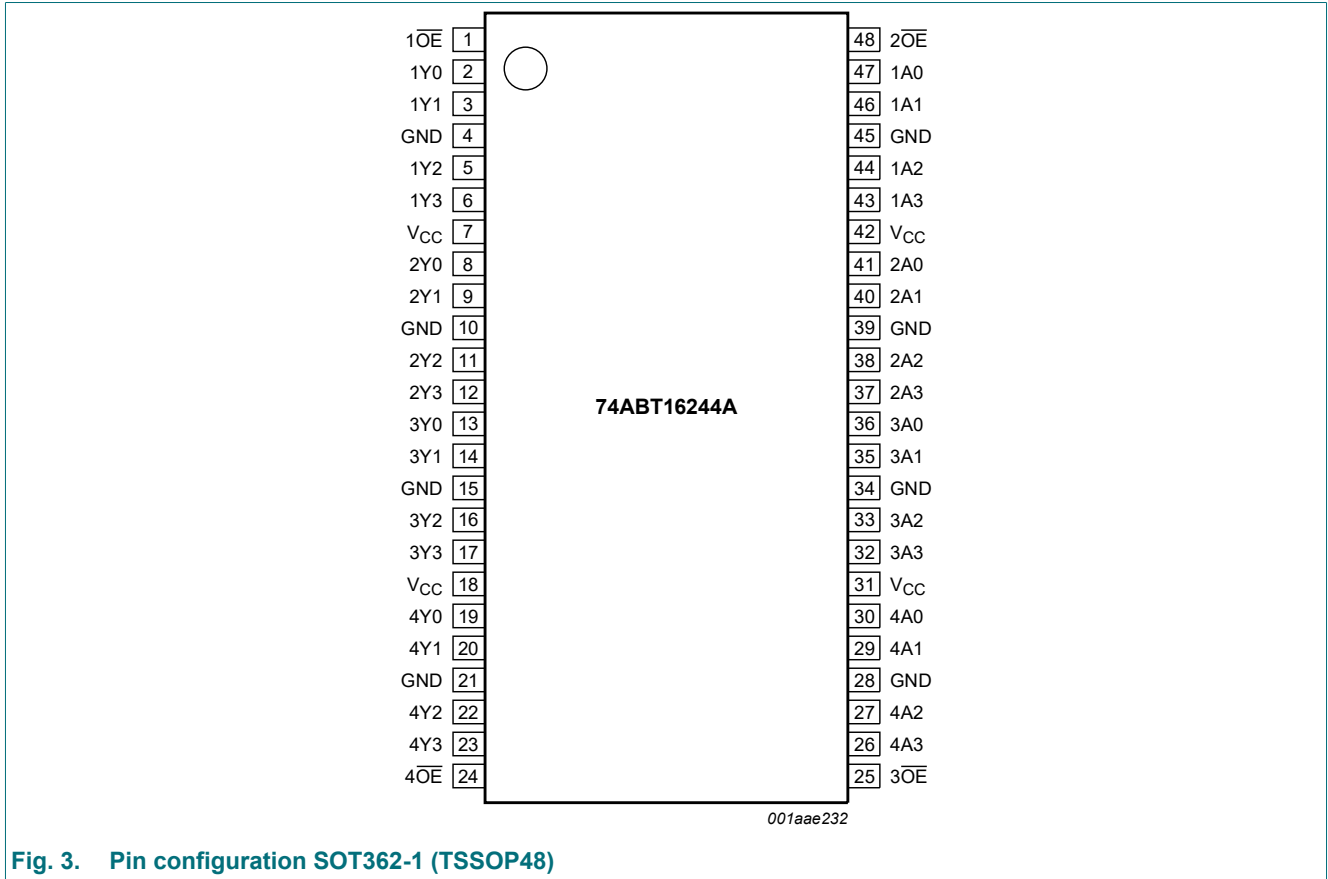 1O̅E̅ 1 48 2O̅E̅
1Y0 2 47 1A0
1Y1 3 46 1A1
GND 4 45 GND
1Y2 5 44 1A2
1Y3 6 43 1A3
VCC 7 42 VCC
2Y0 8 41 2A0
2Y1 9 40 2A1
GND 10 39 GND
2Y2 11 38 2A2
2Y3 12 37 2A3
74ABT16244A
3Y0 13 36 3A0
3Y1 14 35 3A1
GND 15 34 GND
3Y2 16 33 3A2
3Y3 17 32 3A3
VCC 18 31 VCC
4Y0 19 30 4A0
4Y1 20 29 4A1
GND 21 28 GND
4Y2 22 27 4A2
4Y3 23 26 4A3
4O̅E̅ 24 25 3O̅E̅
001aae232
Fig. 3. Pin configuration SOT362-1 (TSSOP48)